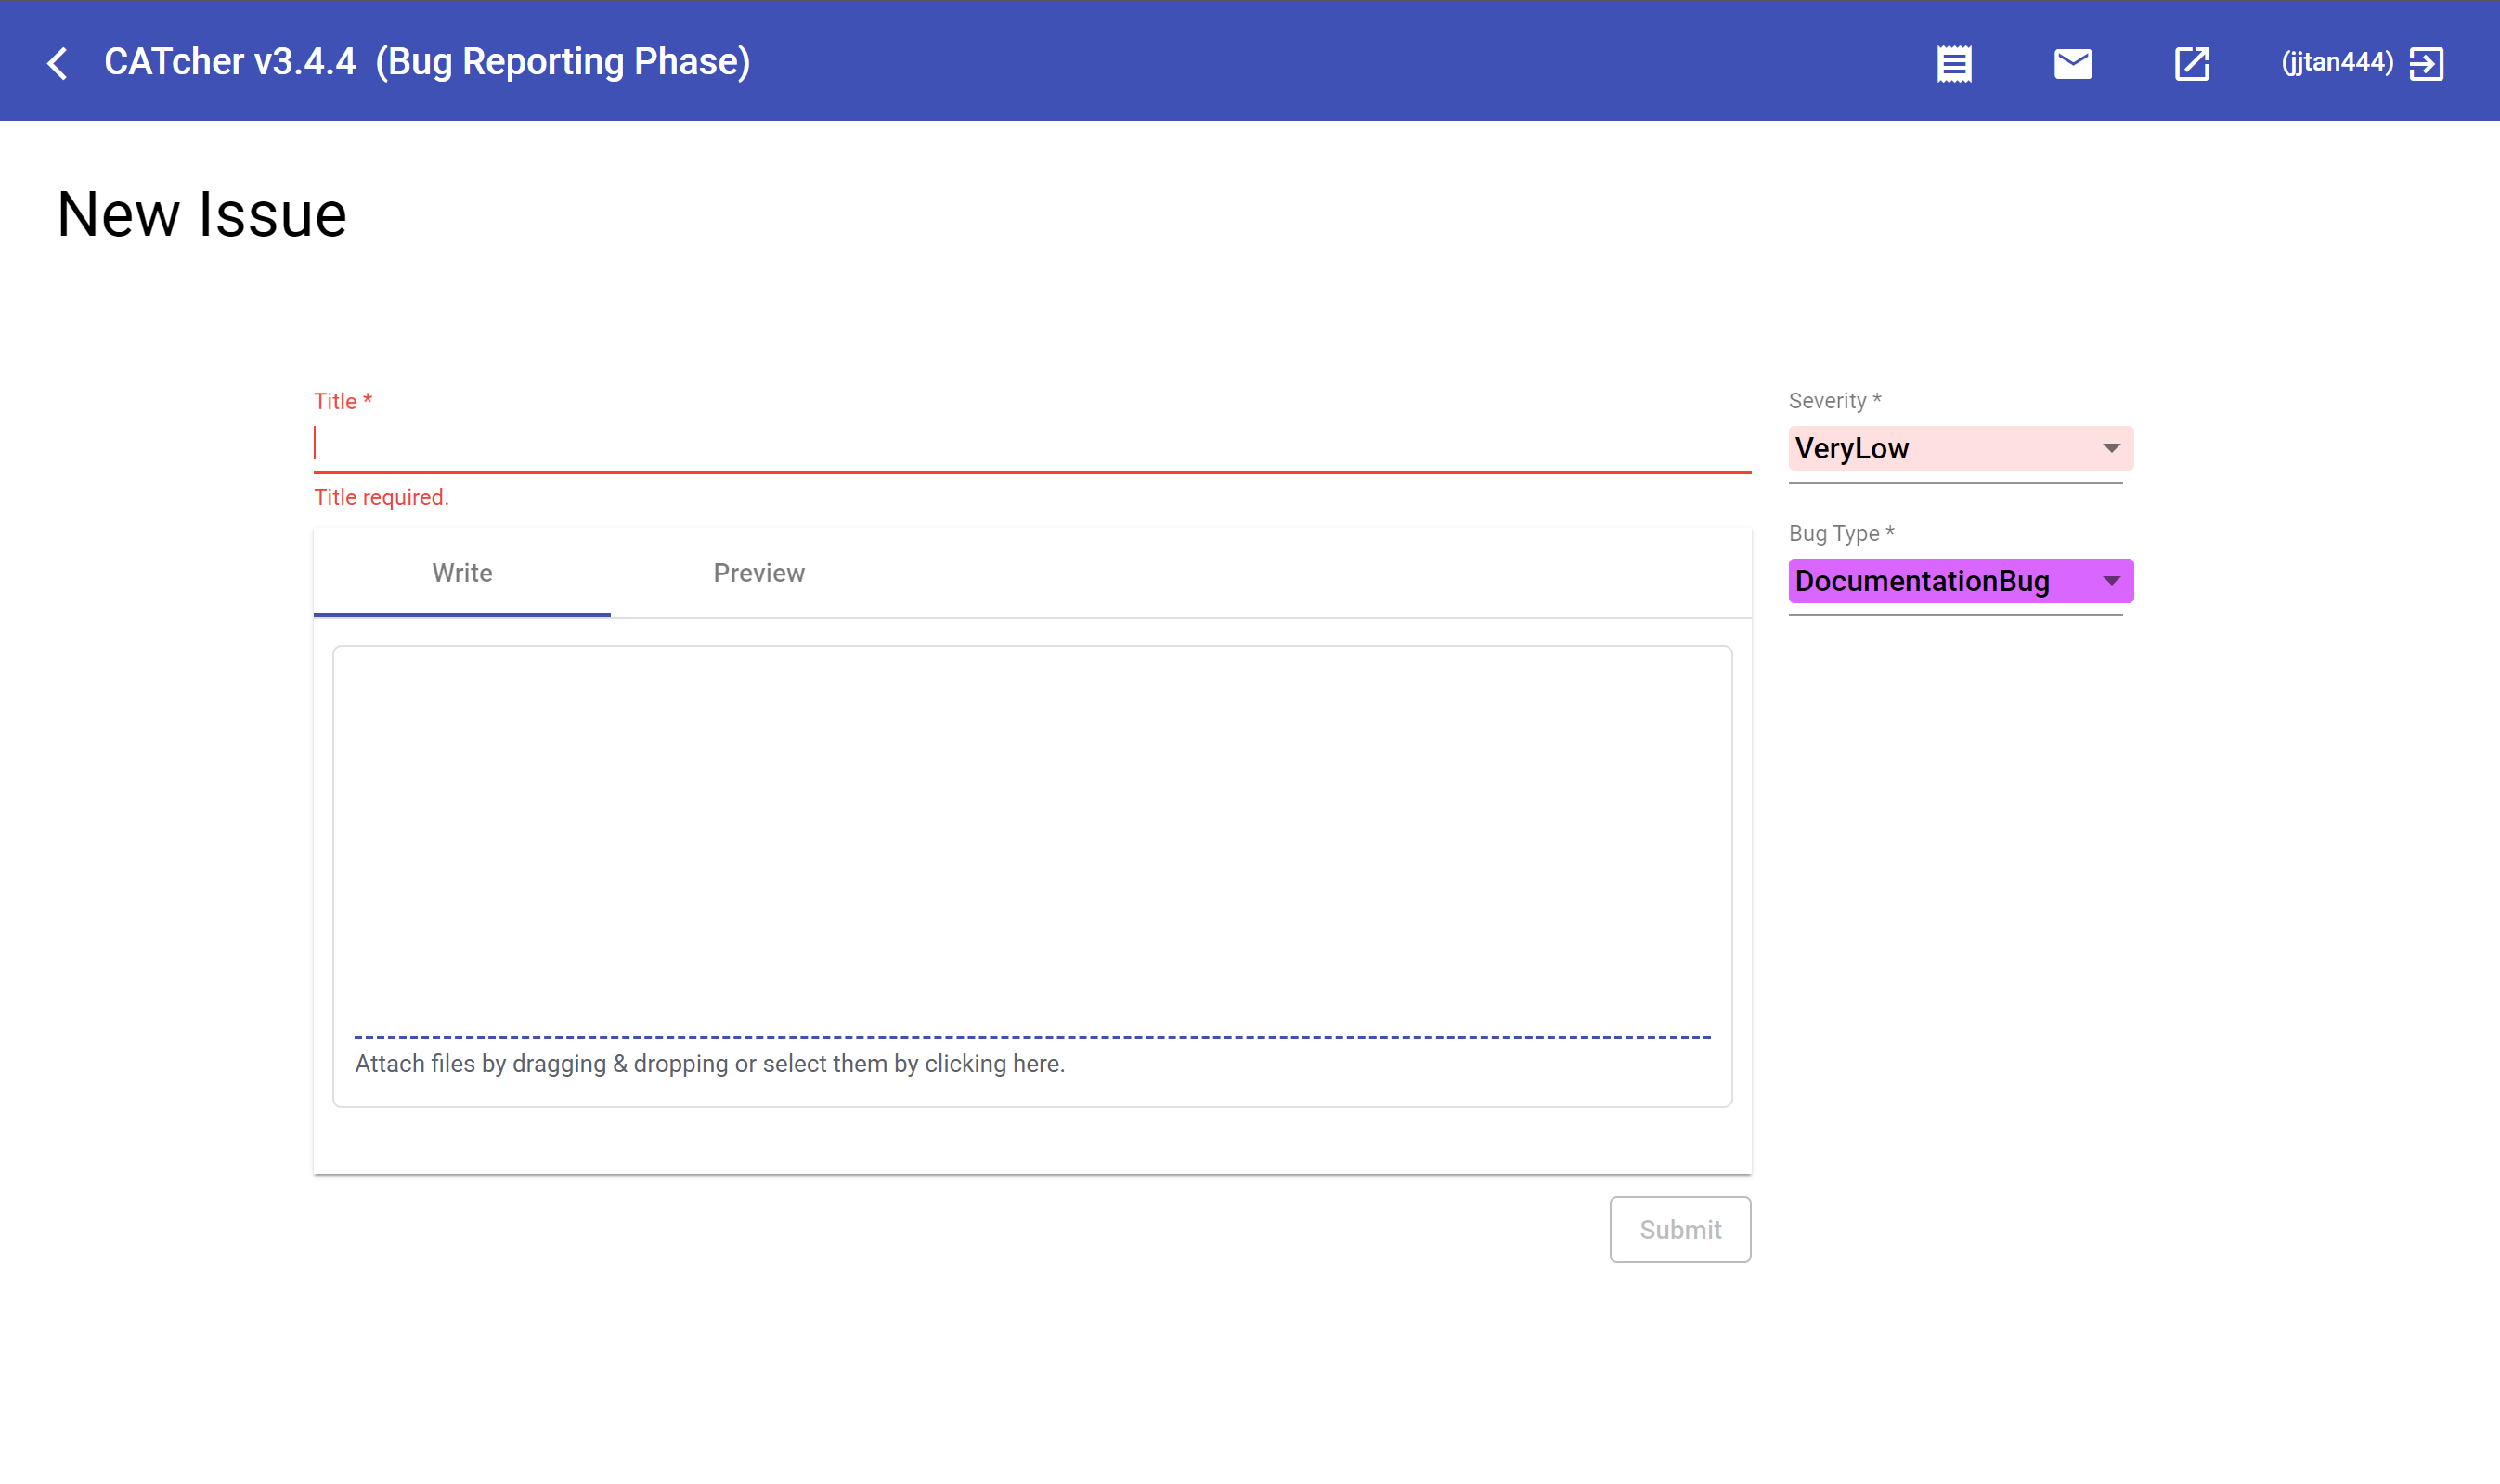 CATcher v3.4.4 (Bug Reporting Phase)
(jjtan444)
New Issue
Title *
Title required.
Severity *
VeryLow
Bug Type *
DocumentationBug
Write
Preview
Attach files by dragging & dropping or select them by clicking here.
Submit